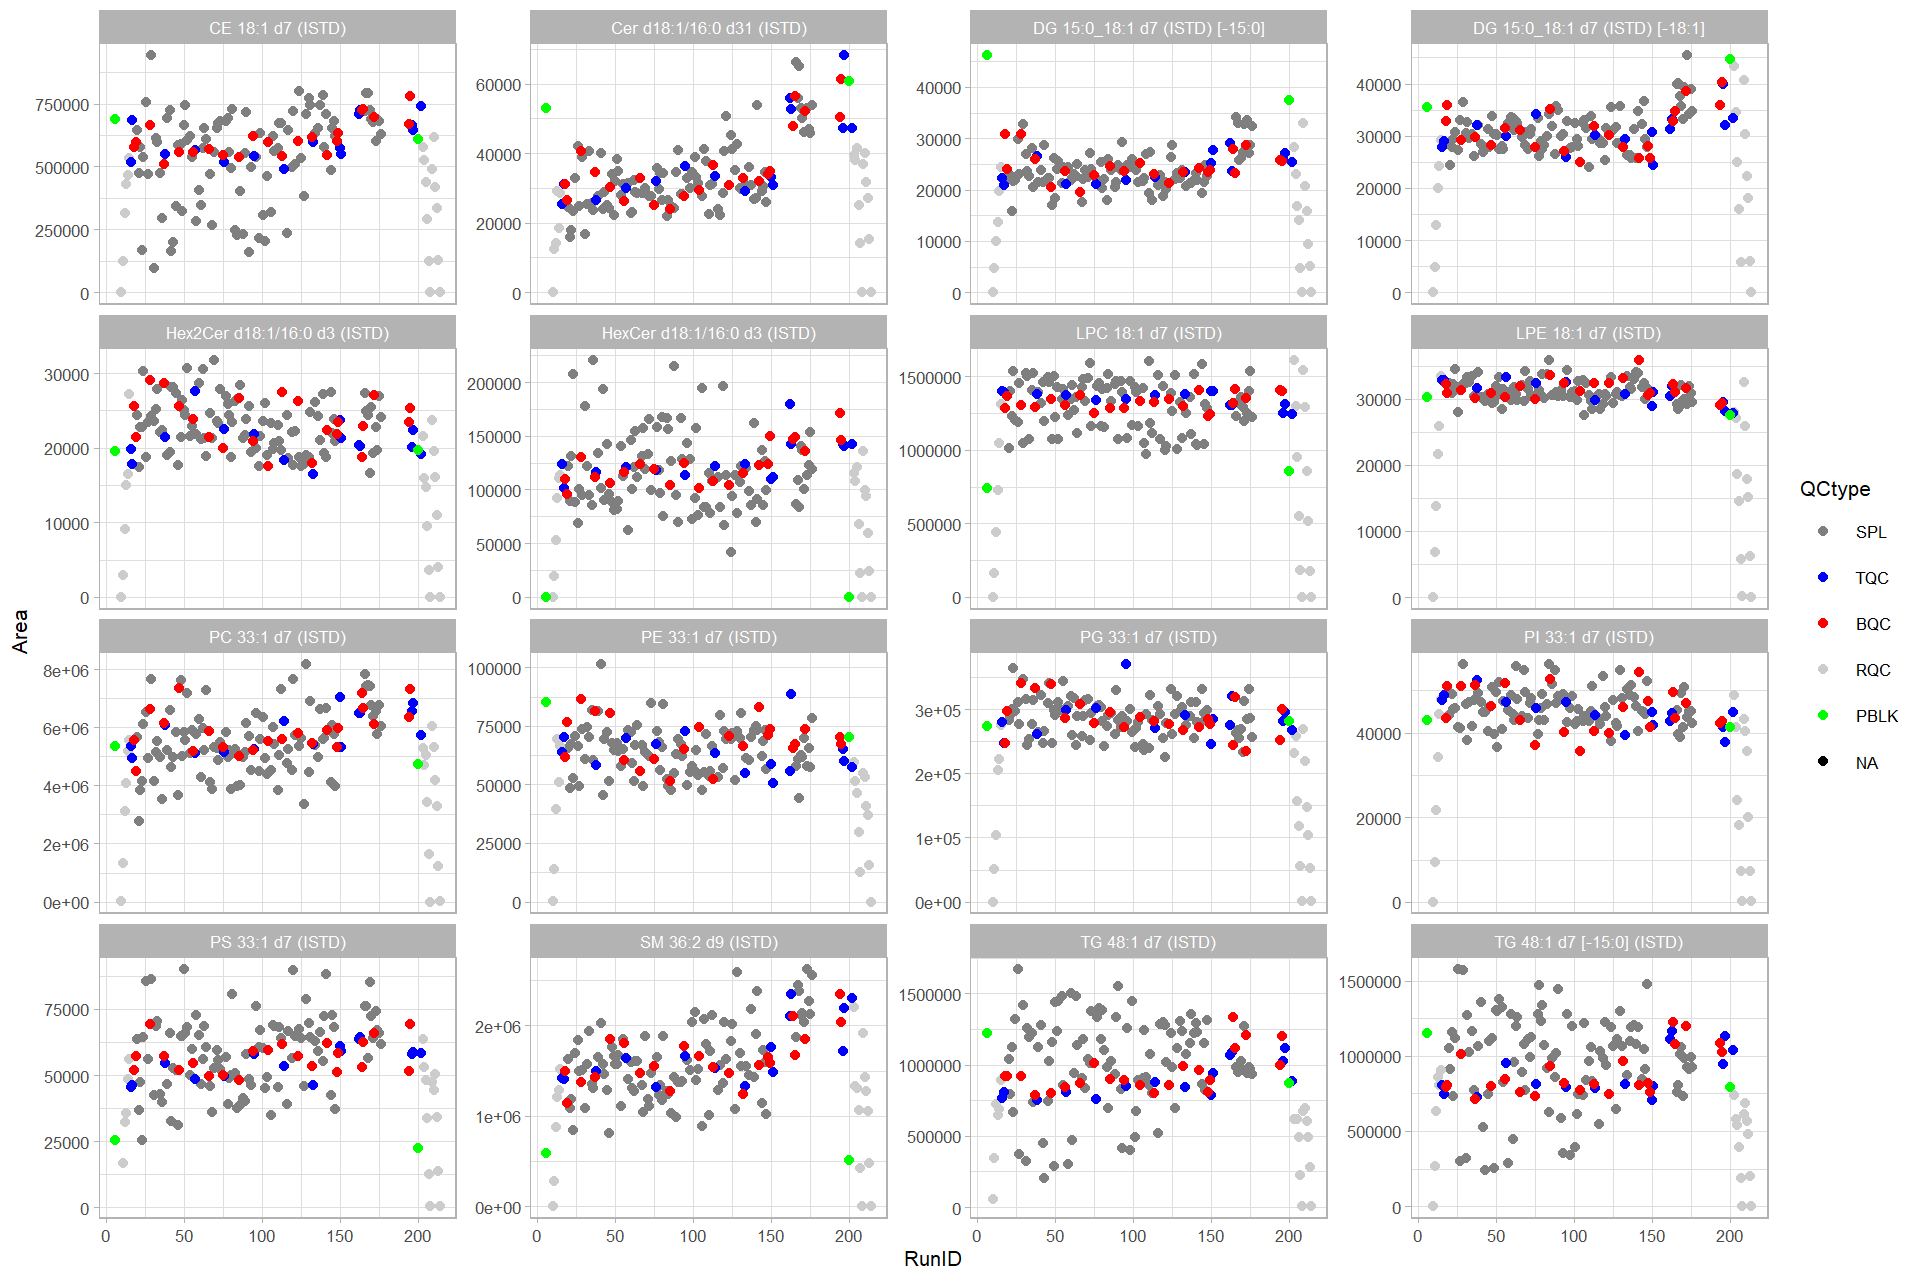 CE 18:1 d7 (ISTD)
Cer d18:1/16:0 d31 (ISTD)
DG 15:0_18:1 d7 (ISTD) [-15:0]
DG 15:0_18:1 d7 (ISTD) [-18:1]
750000
500000
250000
0
60000
40000
20000
0
40000
30000
20000
10000
0
40000
30000
20000
10000
0
Hex2Cer d18:1/16:0 d3 (ISTD)
HexCer d18:1/16:0 d3 (ISTD)
LPC 18:1 d7 (ISTD)
LPE 18:1 d7 (ISTD)
30000
20000
10000
0
200000
150000
100000
50000
0
1500000
1000000
500000
0
30000
20000
10000
0
PC 33:1 d7 (ISTD)
PE 33:1 d7 (ISTD)
PG 33:1 d7 (ISTD)
PI 33:1 d7 (ISTD)
8e+06
6e+06
4e+06
2e+06
0e+00
100000
75000
50000
25000
0
3e+05
2e+05
1e+05
0e+00
40000
20000
0
PS 33:1 d7 (ISTD)
SM 36:2 d9 (ISTD)
TG 48:1 d7 (ISTD)
TG 48:1 d7 [-15:0] (ISTD)
75000
50000
25000
0
2e+06
1e+06
0e+00
1500000
1000000
500000
0
1500000
1000000
500000
0
0 50 100 150 200
0 50 100 150 200
0 50 100 150 200
0 50 100 150 200
RunID
Area
QCtype
SPL
TQC
BQC
RQC
PBLK
NA